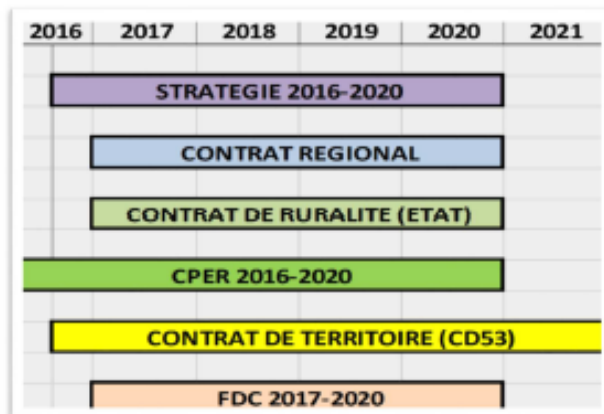 2016 2017 2018 2019 2020 2021
STRATEGIE 2016-2020
CONTRAT REGIONAL
CONTRAT DE RURALITE (ETAT)
CPER 2016-2020
CONTRAT DE TERRITOIRE (CD53)
FDC 2017-2020